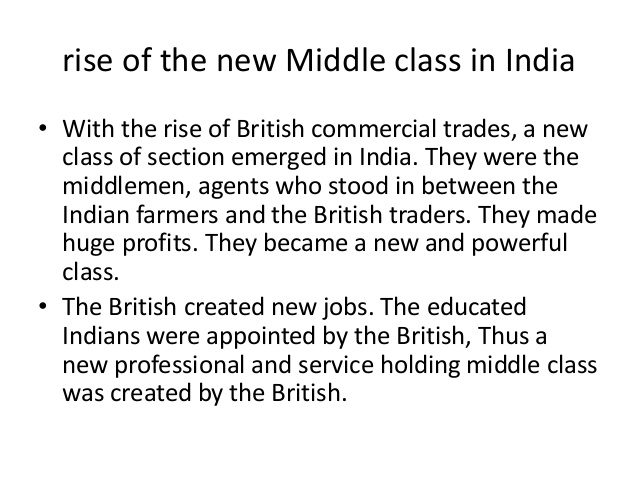 rise of the new Middle class in India
• With the rise of British commercial trades, a new
class of section emerged in India. They were the
middlemen, agents who stood in between the
Indian farmers and the British traders. They made
huge profits. They became a new and powerful
class.
• The British created new jobs. The educated
Indians were appointed by the British, Thus a
new professional and service holding middle class
was created by the British.